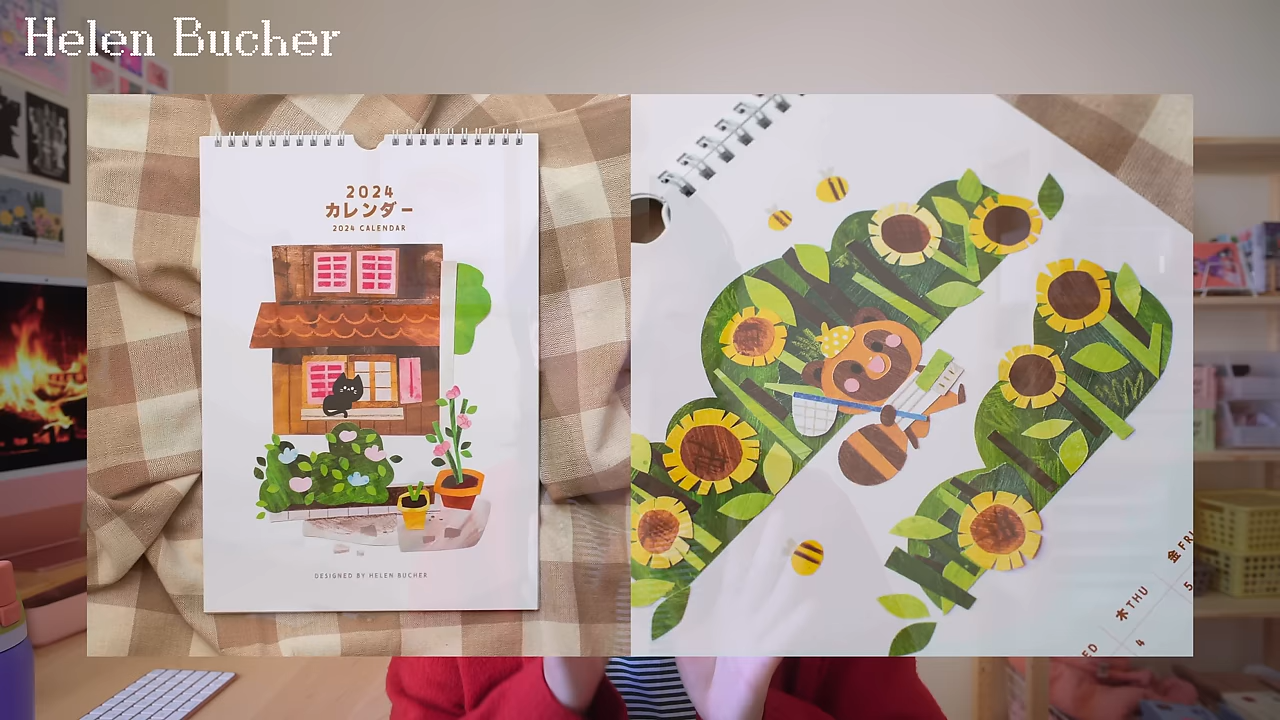 Helen Bucher
2024
カレンダー
2024 CALENDAR
DESIGNED BY HELEN BUCHER
金 FRI
木 THU
5
4
ED